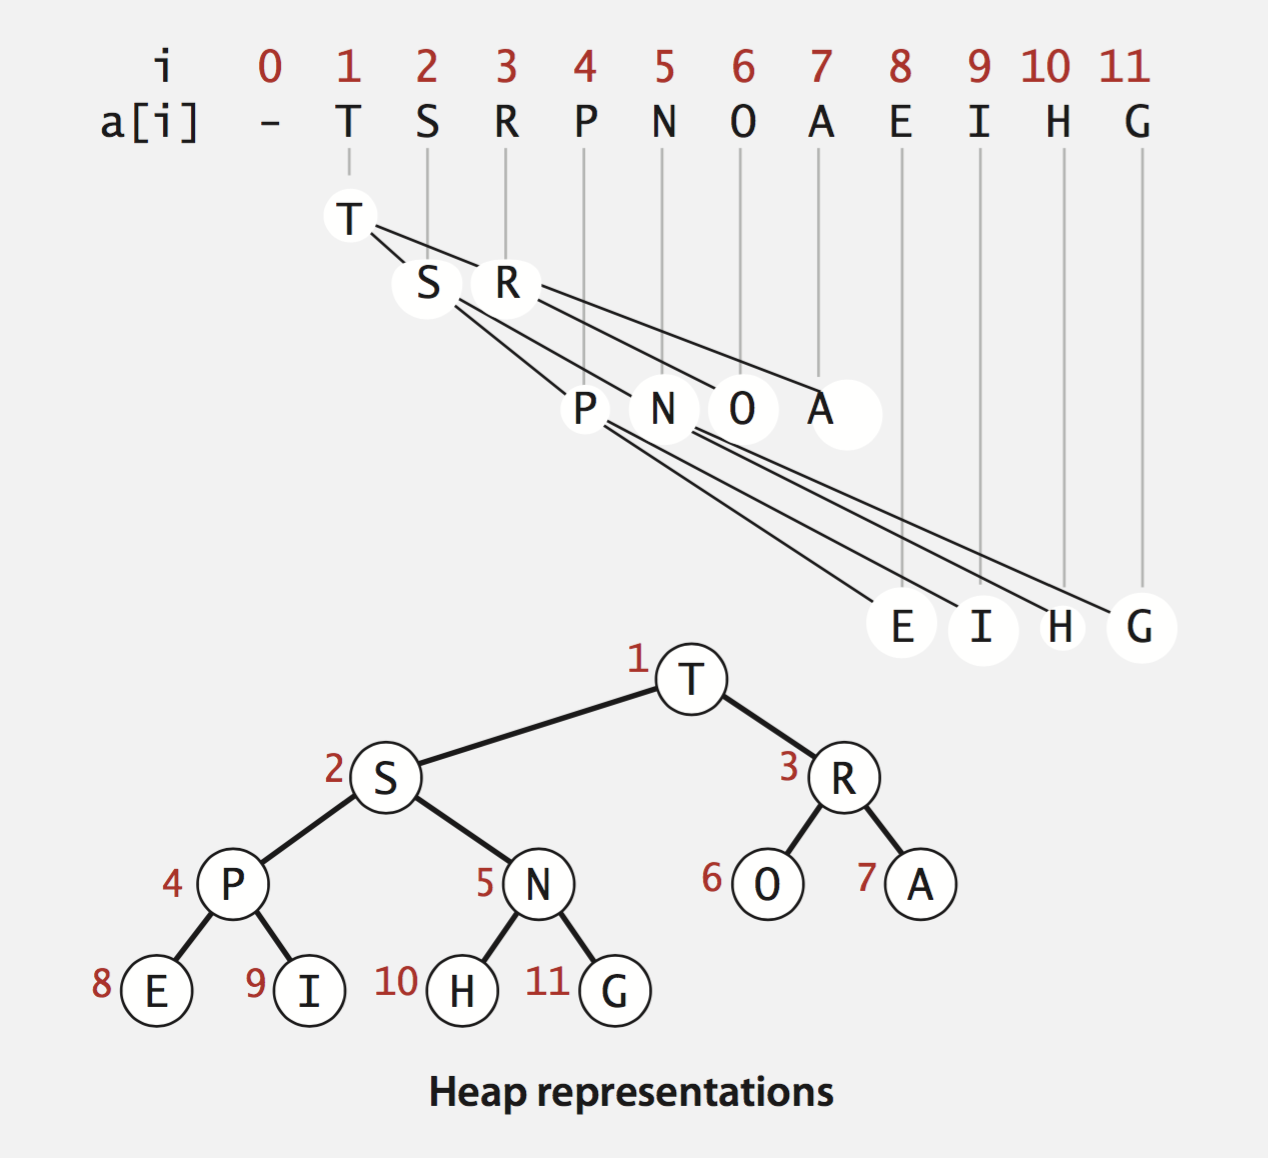 i 0 1 2 3 4 5 6 7 8 9 10 11
a[i] - T S R P N O A E I H G
T
S R
P N O A
E I H G
1 T
2 S 3 R
4 P 5 N 6 O 7 A
8 E 9 I 10 H 11 G
Heap representations